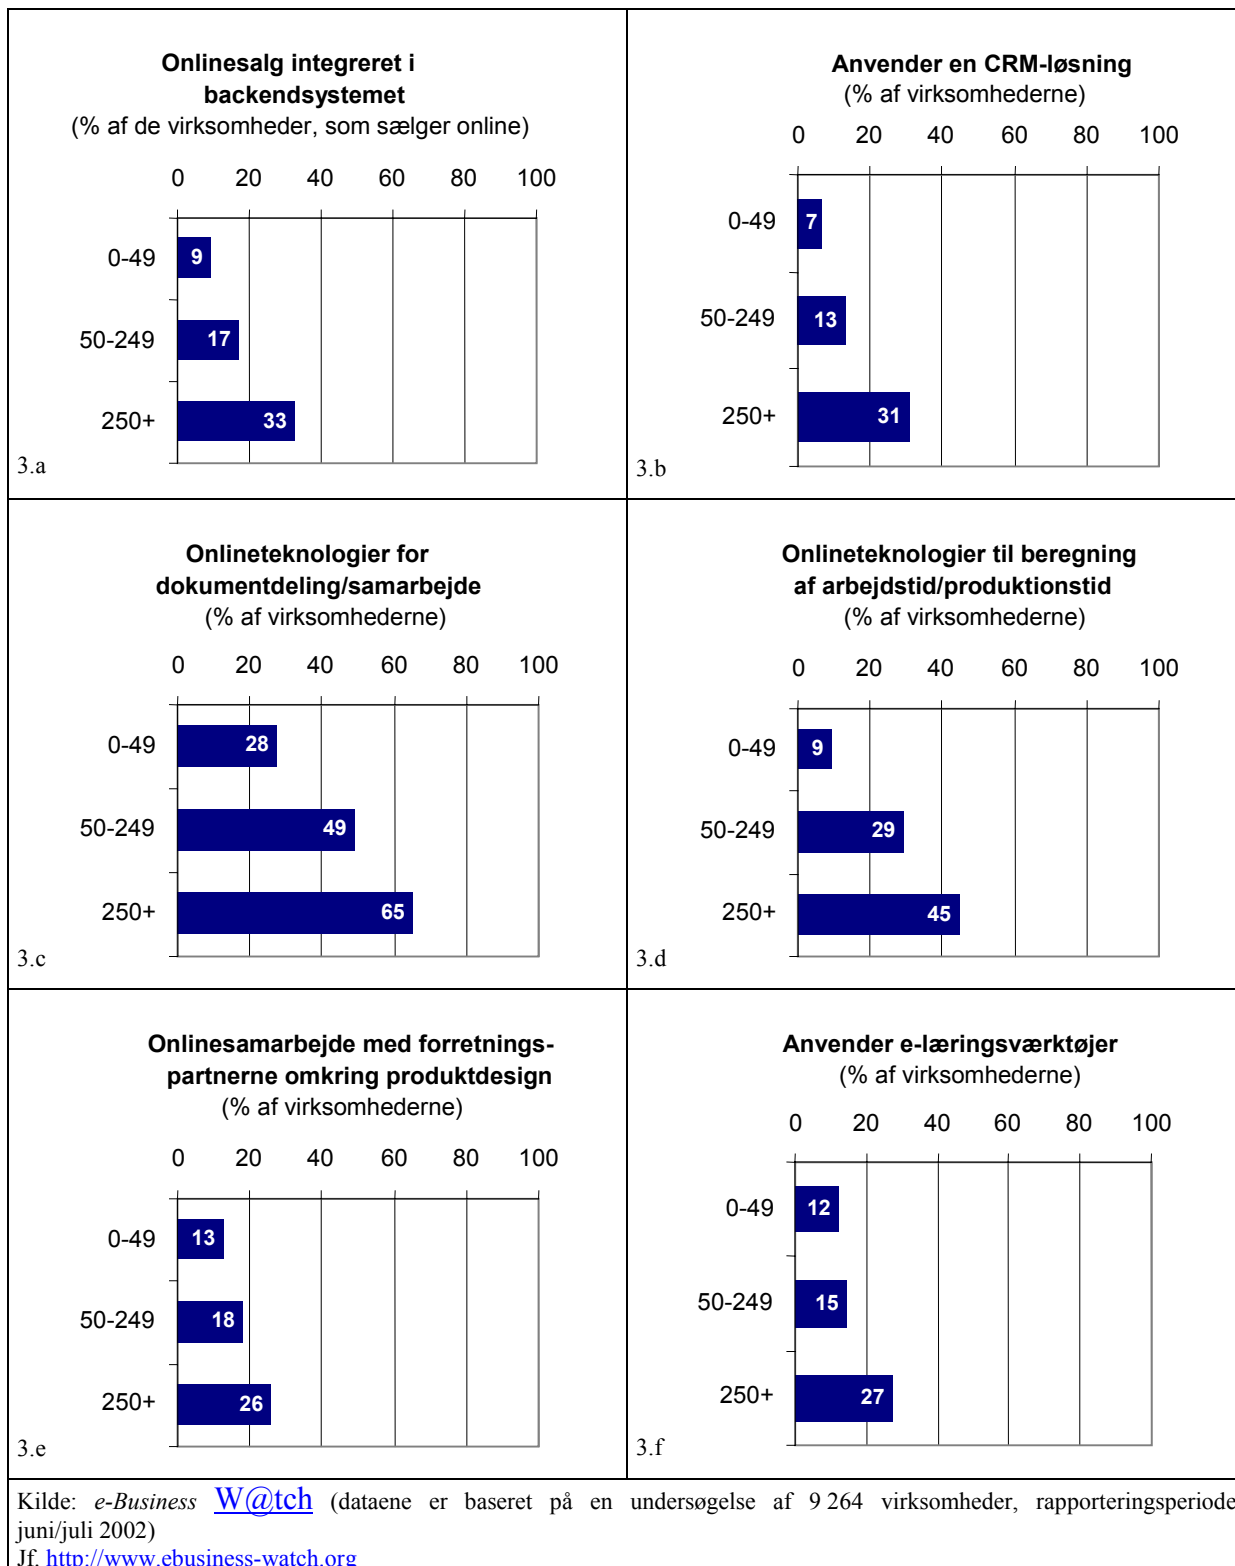 Onlinesalg integreret i
backendsystemet
(% af de virksomheder, som sælger online)
0 20 40 60 80 100
0-49 9
50-249 17
250+ 33
3.a
Anvender en CRM-løsning
(% af virksomhederne)
0 20 40 60 80 100
0-49 7
50-249 13
250+ 31
3.b
Onlineteknologier for
dokumentdeling/samarbejde
(% af virksomhederne)
0 20 40 60 80 100
0-49 28
50-249 49
250+ 65
3.c
Onlineteknologier til beregning
af arbejdstid/produktionstid
(% af virksomhederne)
0 20 40 60 80 100
0-49 9
50-249 29
250+ 45
3.d
Onlinesamarbejde med forretnings-
partnerne omkring produktdesign
(% af virksomhederne)
0 20 40 60 80 100
0-49 13
50-249 18
250+ 26
3.e
Anvender e-læringsværktøjer
(% af virksomhederne)
0 20 40 60 80 100
0-49 12
50-249 15
250+ 27
3.f
Kilde: e-Business W@tch (dataene er baseret på en undersøgelse af 9 264 virksomheder, rapporteringsperiode
juni/juli 2002)
Jf. http://www.ebusiness-watch.org